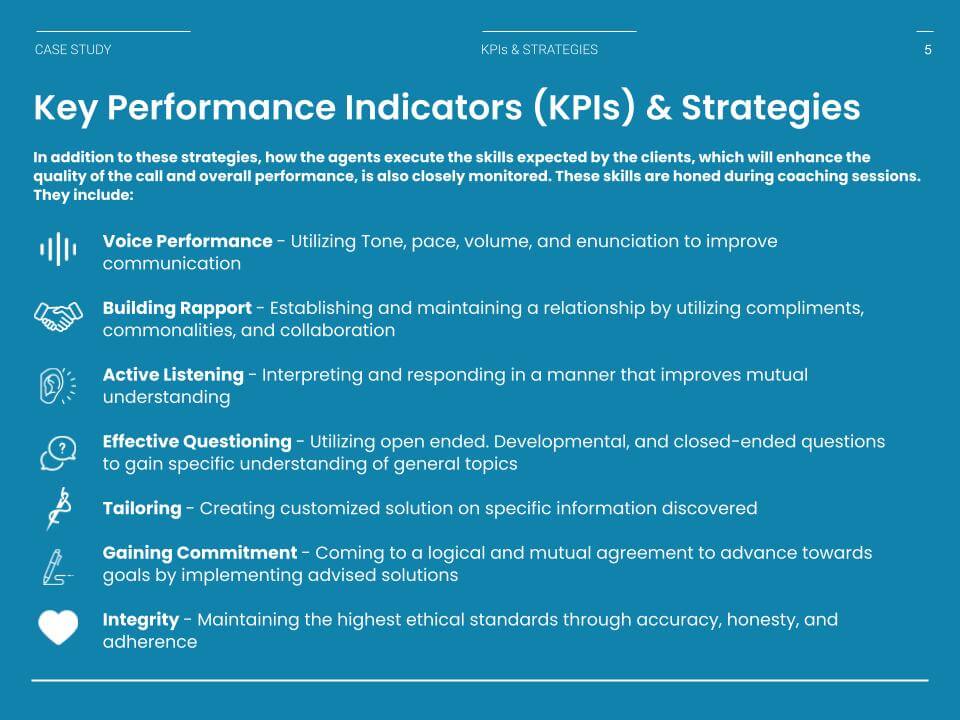 CASE STUDY
KPIs & STRATEGIES
5
Key Performance Indicators (KPIs) & Strategies
In addition to these strategies, how the agents execute the skills expected by the clients, which will enhance the
quality of the call and overall performance, is also closely monitored. These skills are honed during coaching sessions.
They include:
Voice Performance - Utilizing Tone, pace, volume, and enunciation to improve
communication
Building Rapport - Establishing and maintaining a relationship by utilizing compliments,
commonalities, and collaboration
Active Listening - Interpreting and responding in a manner that improves mutual
understanding
Effective Questioning - Utilizing open ended. Developmental, and closed-ended questions
to gain specific understanding of general topics
Tailoring - Creating customized solution on specific information discovered
Gaining Commitment - Coming to a logical and mutual agreement to advance towards
goals by implementing advised solutions
Integrity - Maintaining the highest ethical standards through accuracy, honesty, and
adherence